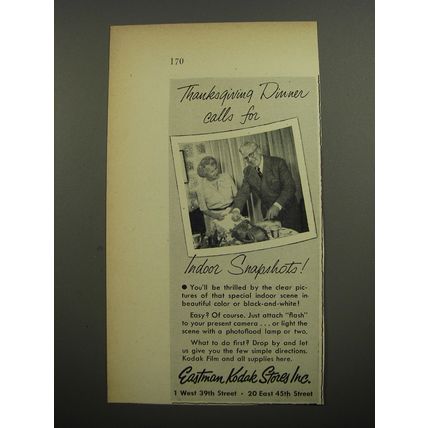 170
Thanksgiving Dinner
calls for
Indoor Snapshots!
● You'll be thrilled by the clear pic-
tures of that special indoor scene in
beautiful color or black-and-white!
Easy? Of course. Just attach "flash"
to your present camera . . . or light the
scene with a photoflood lamp or two.
What to do first? Drop by and let
us give you the few simple directions.
Kodak Film and all supplies here.
Eastman Kodak Stores Inc.
1 West 39th Street • 20 East 45th Street